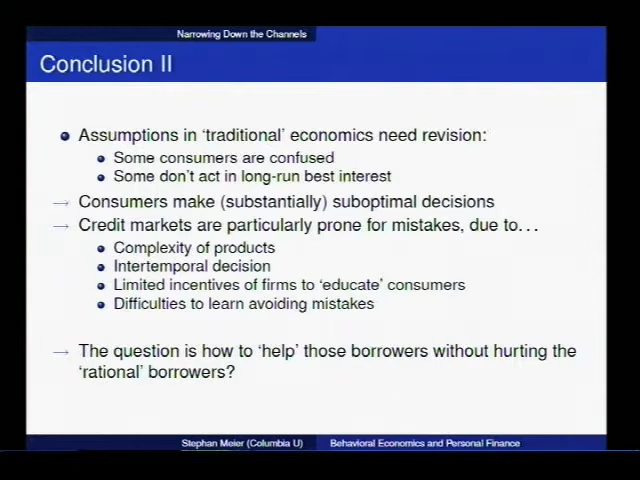 Narrowing Down the Channels
Conclusion II
Assumptions in ‘traditional’ economics need revision:
Some consumers are confused
Some don’t act in long-run best interest
→ Consumers make (substantially) suboptimal decisions
→ Credit markets are particularly prone for mistakes, due to...
Complexity of products
Intertemporal decision
Limited incentives of firms to ‘educate’ consumers
Difficulties to learn avoiding mistakes
→ The question is how to ‘help’ those borrowers without hurting the
‘rational’ borrowers?
Stephan Meier (Columbia U) Behavioral Economics and Personal Finance